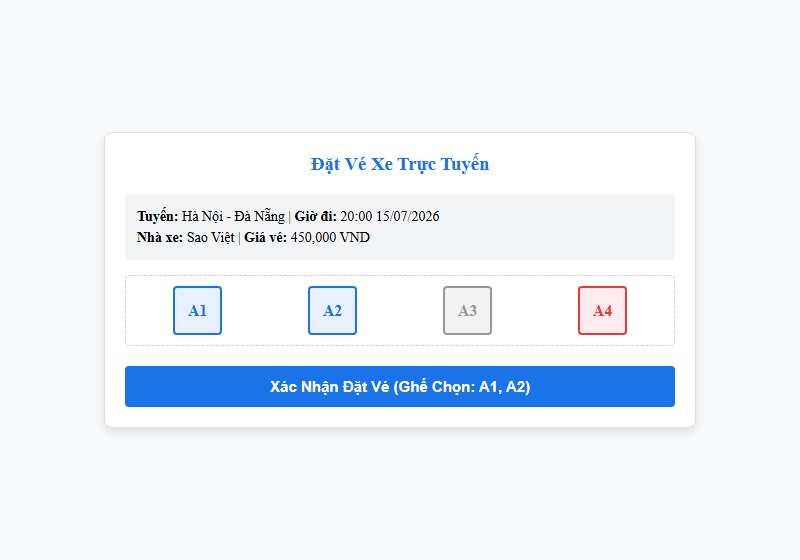 Đặt Vé Xe Trực Tuyến
Tuyến: Hà Nội - Đà Nẵng | Giờ đi: 20:00 15/07/2026
Nhà xe: Sao Việt | Giá vé: 450,000 VND
A1 A2 A3 A4
Xác Nhận Đặt Vé (Ghế Chọn: A1, A2)